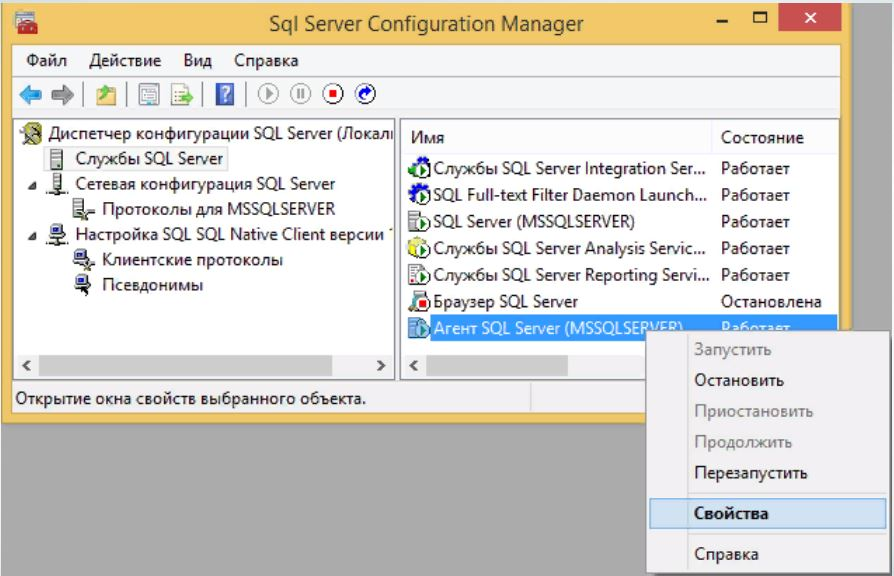 Sql Server Configuration Manager
Файл Действие Вид Справка
Диспетчер конфигурации SQL Server (Локалі
Службы SQL Server
Сетевая конфигурация SQL Server
Протоколы для MSSQLSERVER
Настройка SQL SQL Native Client версии
Клиентские протоколы
Псевдонимы
Имя Состояние
Службы SQL Server Integration Ser... Работает
SQL Full-text Filter Daemon Launch... Работает
SQL Server (MSSQLSERVER) Работает
Службы SQL Server Analysis Servic... Работает
Службы SQL Server Reporting Servi... Работает
Браузер SQL Server Остановлена
Агент SQL Server (MSSQLSERVER) Работает
Открытие окна свойств выбранного объекта.
Запустить
Остановить
Приостановить
Продолжить
Перезапустить
Свойства
Справка